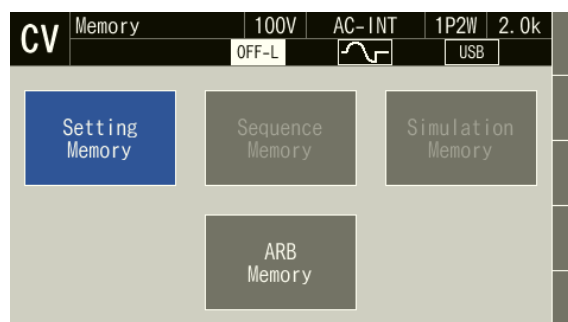 CV Memory 100V AC-INT 1P2W 2.0k
OFF-L USB
Setting Memory
Sequence Memory
Simulation Memory
ARB Memory